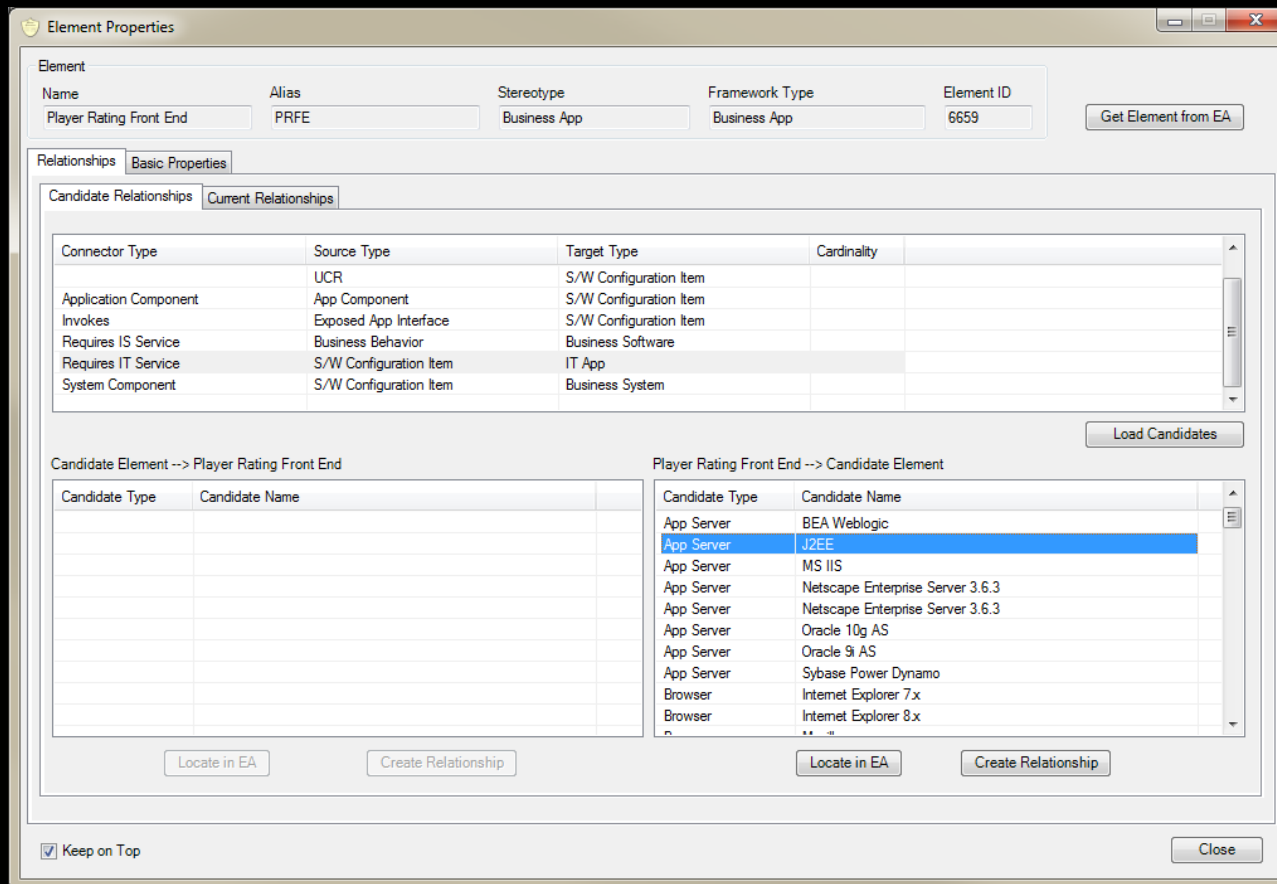 Element Properties
Element
Name Alias Stereotype Framework Type Element ID
Player Rating Front End PRFE Business App Business App 6659 Get Element from EA
Relationships Basic Properties
Candidate Relationships Current Relationships
Connector Type Source Type Target Type Cardinality
UCR S/W Configuration Item
Application Component App Component S/W Configuration Item
Invokes Exposed App Interface S/W Configuration Item
Requires IS Service Business Behavior Business Software
Requires IT Service S/W Configuration Item IT App
System Component S/W Configuration Item Business System
Load Candidates
Candidate Element --> Player Rating Front End Player Rating Front End --> Candidate Element
Candidate Type Candidate Name Candidate Type Candidate Name
App Server BEA Weblogic
App Server J2EE
App Server MS IIS
App Server Netscape Enterprise Server 3.6.3
App Server Netscape Enterprise Server 3.6.3
App Server Oracle 10g AS
App Server Oracle 9i AS
App Server Sybase Power Dynamo
Browser Internet Explorer 7.x
Browser Internet Explorer 8.x
Locate in EA Create Relationship Locate in EA Create Relationship
Keep on Top Close